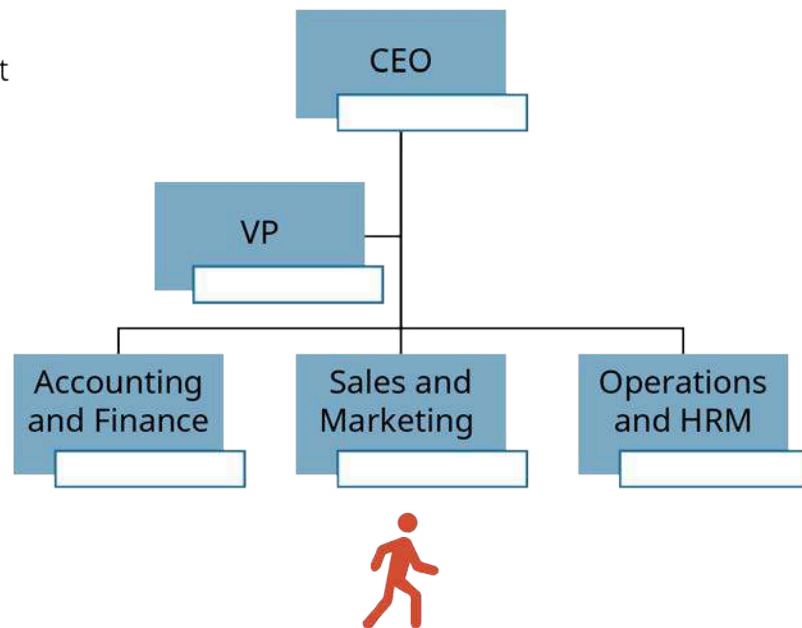 t
CEO
VP
Accounting
and Finance
Sales and
Marketing
Operations
and HRM